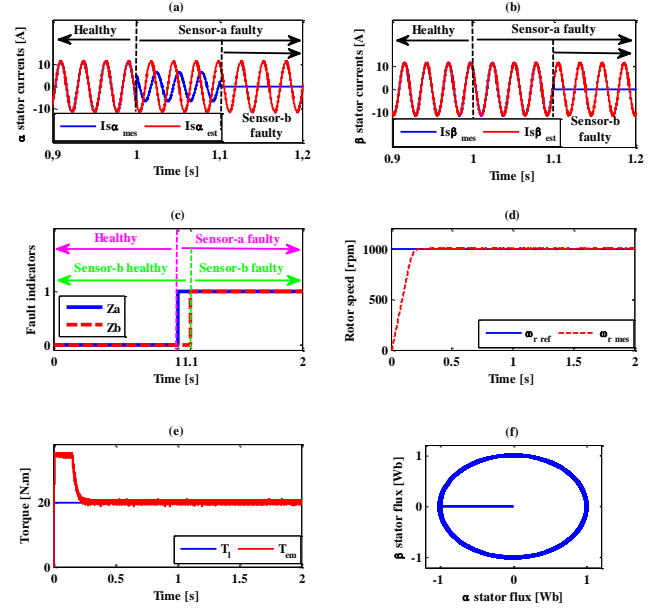 (a)
Healthy
Sensor-a faulty
α stator currents [A]
10
0
-10
Isα mes
Isα est
Sensor-b
faulty
0,9
1
1,1
1,2
Time [s]
(b)
Healthy
Sensor-a faulty
β stator currents [A]
10
0
-10
Isβ mes
Isβ est
Sensor-b
faulty
0.9
1
1.1
1.2
Time [s]
(c)
Healthy
Sensor-a faulty
Sensor-b healthy
Sensor-b faulty
Fault indicators
1
0
Za
Zb
0
1
1.1
2
Time [s]
(d)
Rotor speed [rpm]
1000
500
0
ω r ref
ω r mes
0
0.5
1
1.5
2
Time [s]
(e)
Torque [N.m]
20
0
T l
T em
0
0.5
1
1.5
2
Time [s]
(f)
β stator flux [Wb]
1
0
-1
-1
0
1
α stator flux [Wb]